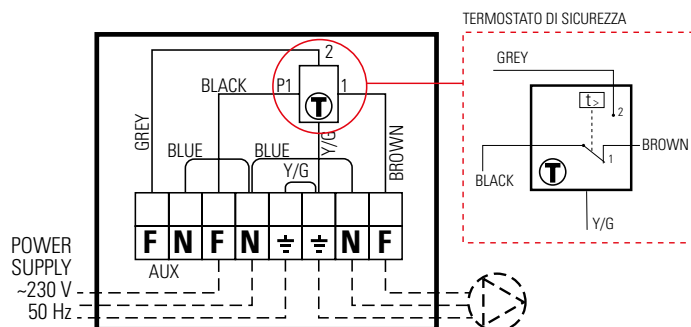 TERMOSTATO DI SICUREZZA
GREY
t>
2
BROWN
1
BLACK
T
Y/G
2
BLACK
P1
1
T
GREY
Y/G
BROWN
BLUE
BLUE
Y/G
F N F N N F
AUX
POWER
SUPPLY
~230 V
50 Hz